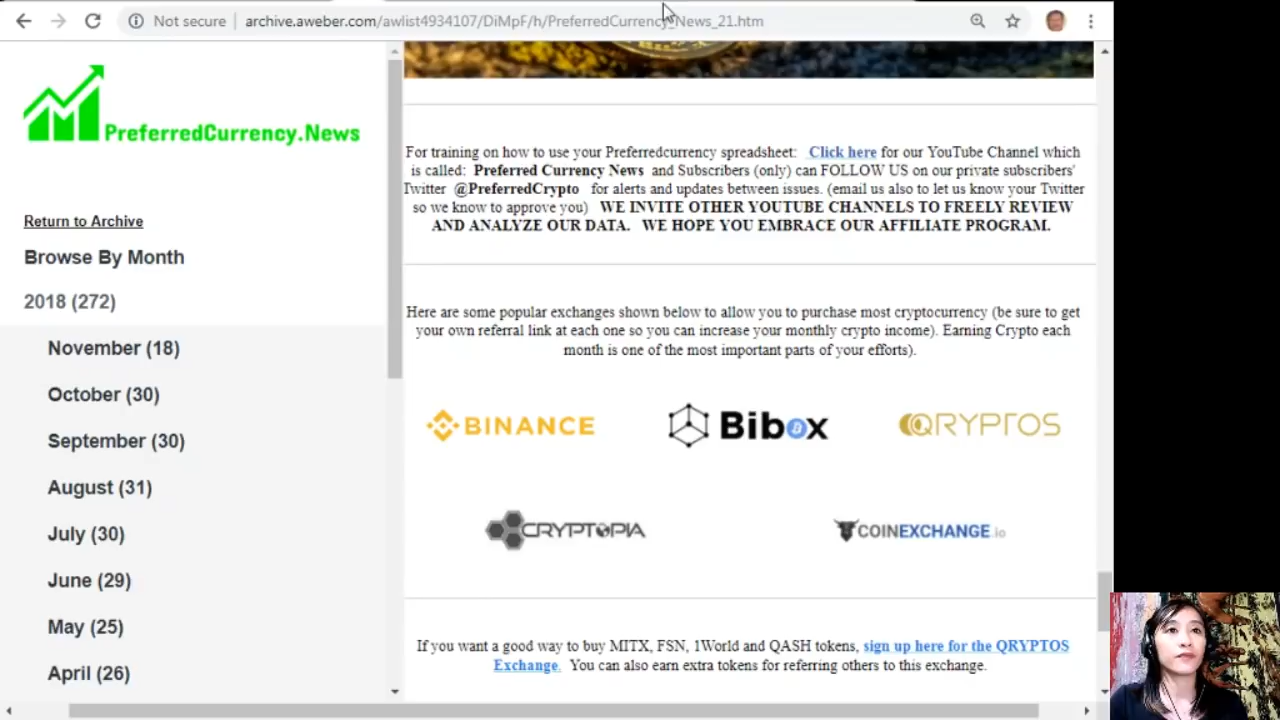 Not secure
archive.aweber.com/awlist4934107/DiMpF/h/PreferredCurrency_News_21.htm
PreferredCurrency.News
Return to Archive
Browse By Month
2018 (272)
November (18)
October (30)
September (30)
August (31)
July (30)
June (29)
May (25)
April (26)
For training on how to use your Preferredcurrency spreadsheet: Click here for our YouTube Channel which
is called: Preferred Currency News and Subscribers (only) can FOLLOW US on our private subscribers'
Twitter @PreferredCrypto for alerts and updates between issues. (email us also to let us know your Twitter
so we know to approve you) WE INVITE OTHER YOUTUBE CHANNELS TO FREELY REVIEW
AND ANALYZE OUR DATA. WE HOPE YOU EMBRACE OUR AFFILIATE PROGRAM.
Here are some popular exchanges shown below to allow you to purchase most cryptocurrency (be sure to get
your own referral link at each one so you can increase your monthly crypto income). Earning Crypto each
month is one of the most important parts of your efforts).
BINANCE
Bibox
QRYPTOS
CRYPTOPIA
COINEXCHANGE.io
If you want a good way to buy MITX, FSN, 1World and QASH tokens, sign up here for the QRYPTOS
Exchange. You can also earn extra tokens for referring others to this exchange.